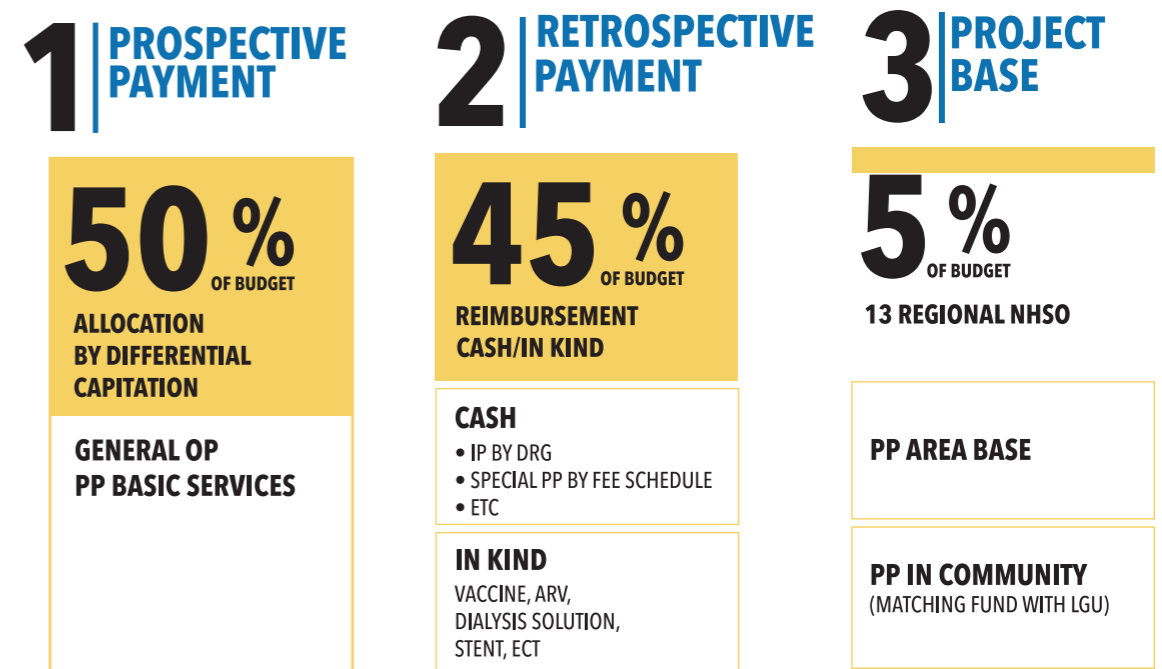 1 PROSPECTIVE
PAYMENT
50 %
OF BUDGET
ALLOCATION
BY DIFFERENTIAL
CAPITATION
GENERAL OP
PP BASIC SERVICES
2 RETROSPECTIVE
PAYMENT
45 %
OF BUDGET
REIMBURSEMENT
CASH/IN KIND
CASH
• IP BY DRG
• SPECIAL PP BY FEE SCHEDULE
• ETC
IN KIND
VACCINE, ARV,
DIALYSIS SOLUTION,
STENT, ECT
3 PROJECT
BASE
5 %
OF BUDGET
13 REGIONAL NHSO
PP AREA BASE
PP IN COMMUNITY
(MATCHING FUND WITH LGU)